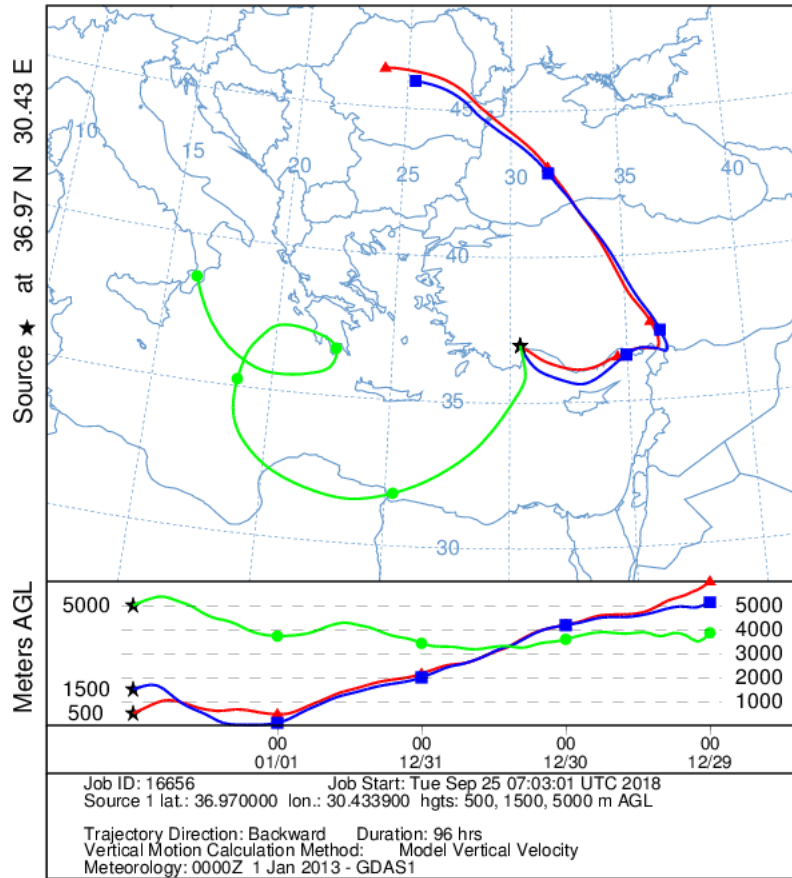 Source ★ at 36.97 N 30.43 E
45
10
15
20
25
30
35
40
40
35
30
Meters AGL
5000
1500
500
5000
4000
3000
2000
1000
00 00 00 00
01/01 12/31 12/30 12/29
Job ID: 16656 Job Start: Tue Sep 25 07:03:01 UTC 2018
Source 1 lat.: 36.970000 lon.: 30.433900 hgts: 500, 1500, 5000 m AGL
Trajectory Direction: Backward Duration: 96 hrs
Vertical Motion Calculation Method: Model Vertical Velocity
Meteorology: 0000Z 1 Jan 2013 - GDAS1